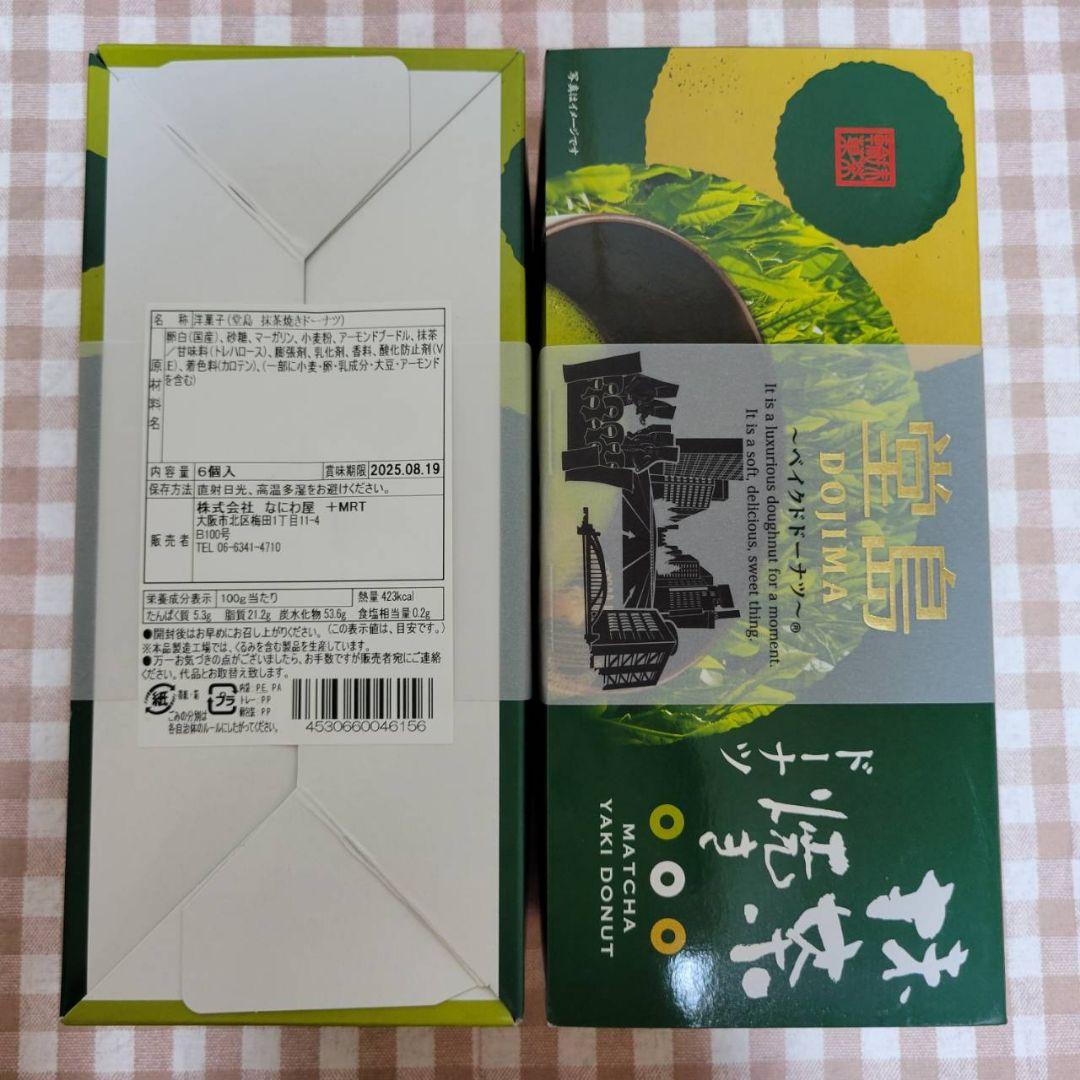 名 称 洋菓子(堂島 抹茶焼きドーナツ)
原材料名
卵白(国産)、砂糖、マーガリン、小麦粉、アーモンドプードル、抹茶
/甘味料(トレハロース)、膨張剤、乳化剤、香料、酸化防止剤(V
E)、着色料(カロテン)、(一部に小麦・卵・乳成分・大豆・アーモンド
を含む)
内容量 6個入 賞味期限 2025.08.19
保存方法 直射日光、高温多湿をお避けください。
販売者
株式会社 なにわ屋 +MRT
大阪市北区梅田1丁目11-4
B100号
TEL 06-6341-4710
栄養成分表示 100g当たり 熱量 423kcal
たんぱく質 5.3g 脂質 21.2g 炭水化物 53.6g 食塩相当量 0.2g
●開封後はお早めにお召し上がりください。(この表示値は、目安です。)
※本品製造工場では、くるみを含む製品を生産しています。
●万一お気づきの点がございましたら、お手数ですが販売者宛にご連絡
ください。代品とお取替え致します。
紙
プラ
内袋:PE,PA
トレー:PP
:PP
ごみの分別は
各自治体のルールにしたがってください。
4530660046156
写真はイメージです
堂島
DOJIMA
~ベイクドドーナツ~®
It is a luxurious doughnut for a moment.
It is a soft, delicious, sweet thing.
抹茶
焼き
ドーナツ
MATCHA
YAKI DONUT